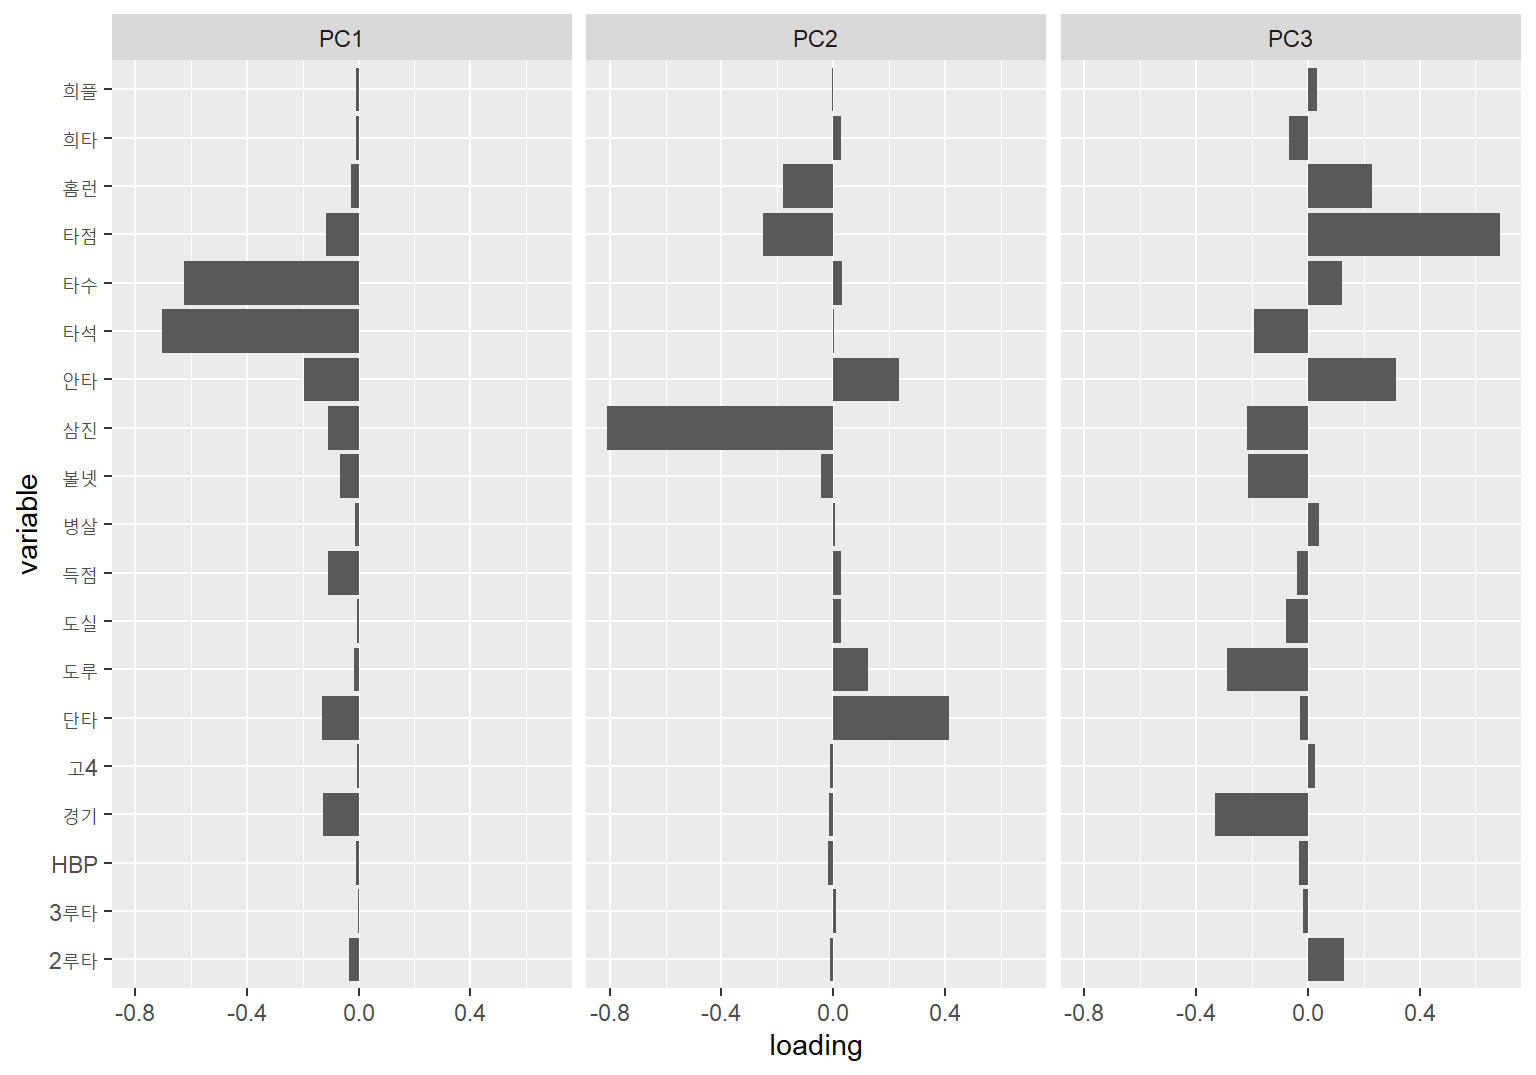 PC1
PC2
PC3
variable
희플
희타
홈런
타점
타수
타석
안타
삼진
볼넷
병살
득점
도실
도루
단타
고4
경기
HBP
3루타
2루타
-0.8 -0.4 0.0 0.4
-0.8 -0.4 0.0 0.4
-0.8 -0.4 0.0 0.4
loading